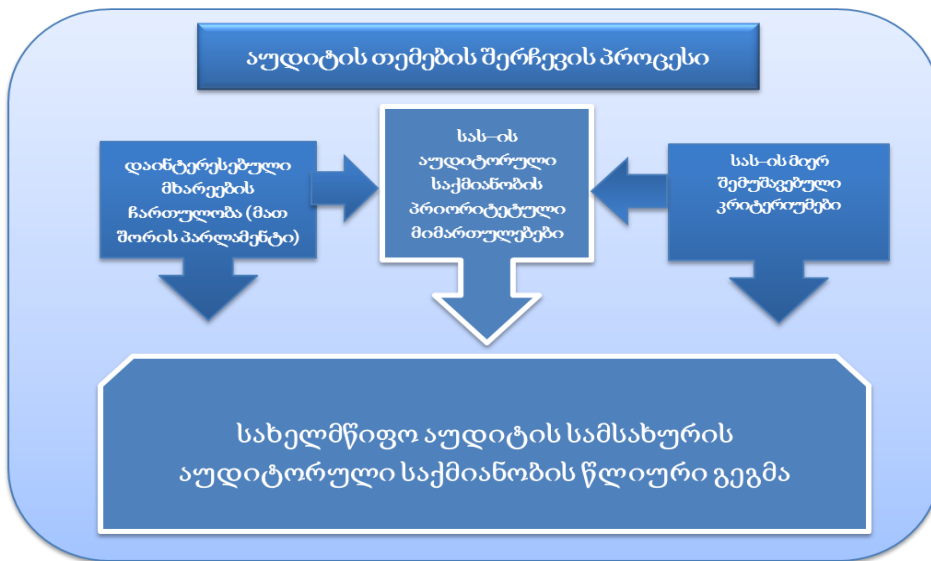 აუდიტის თემების შერჩევის პროცესი
დაინტერესებული
მხარეების
ჩართულობა (მათ
შორის პარლამენტი)
სას–ის
აუდიტორული
საქმიანობის
პრიორიტეტული
მიმართულებები
სას–ის მიერ
შემუშავებული
კრიტერიუმები
სახელმწიფო აუდიტის სამსახურის
აუდიტორული საქმიანობის წლიური გეგმა